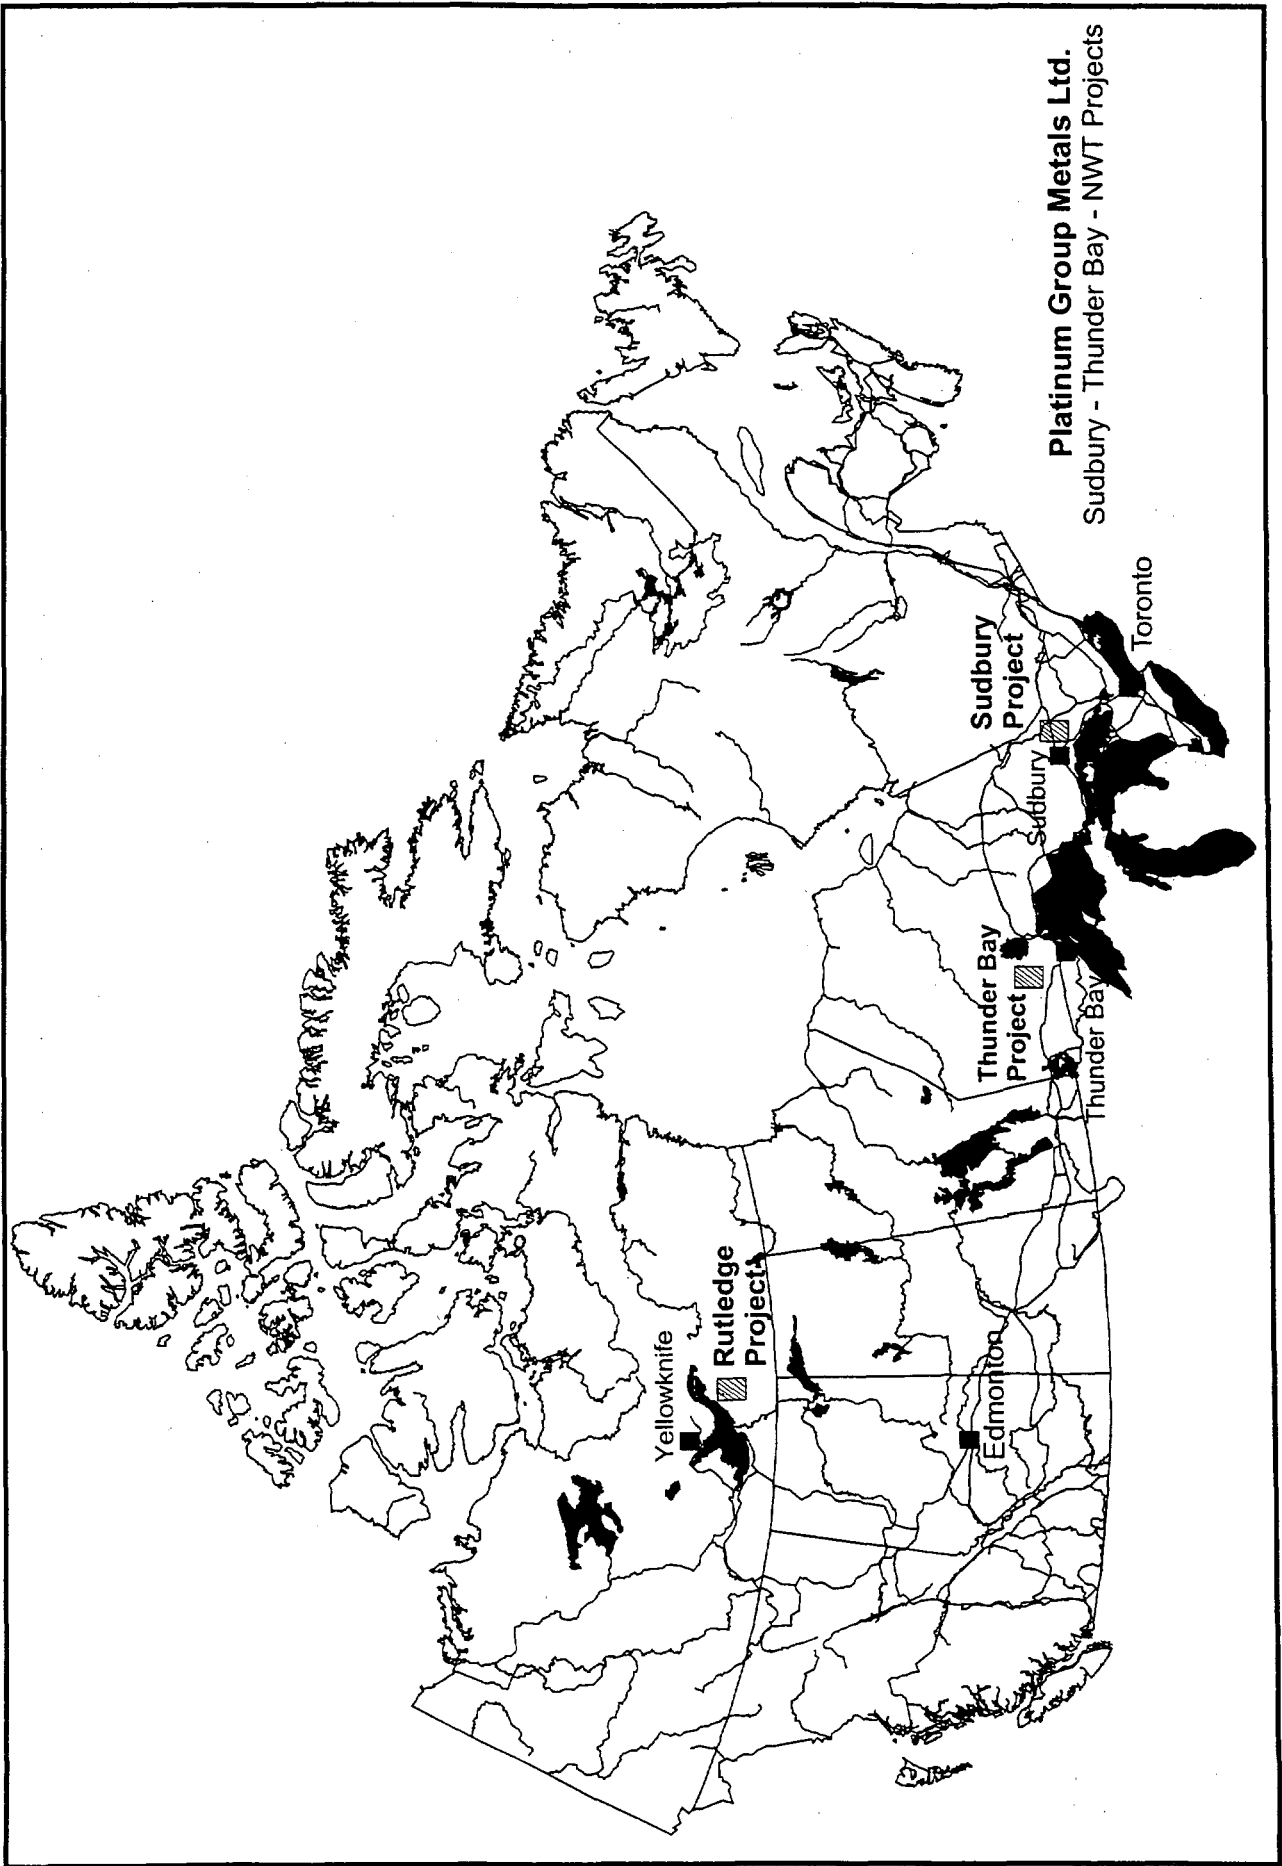 Yellowknife
Rutledge
Project
Edmonton
Thunder Bay
Project
Thunder Bay
Sudbury
Project
Sudbury
Toronto
Platinum Group Metals Ltd.
Sudbury - Thunder Bay - NWT Projects